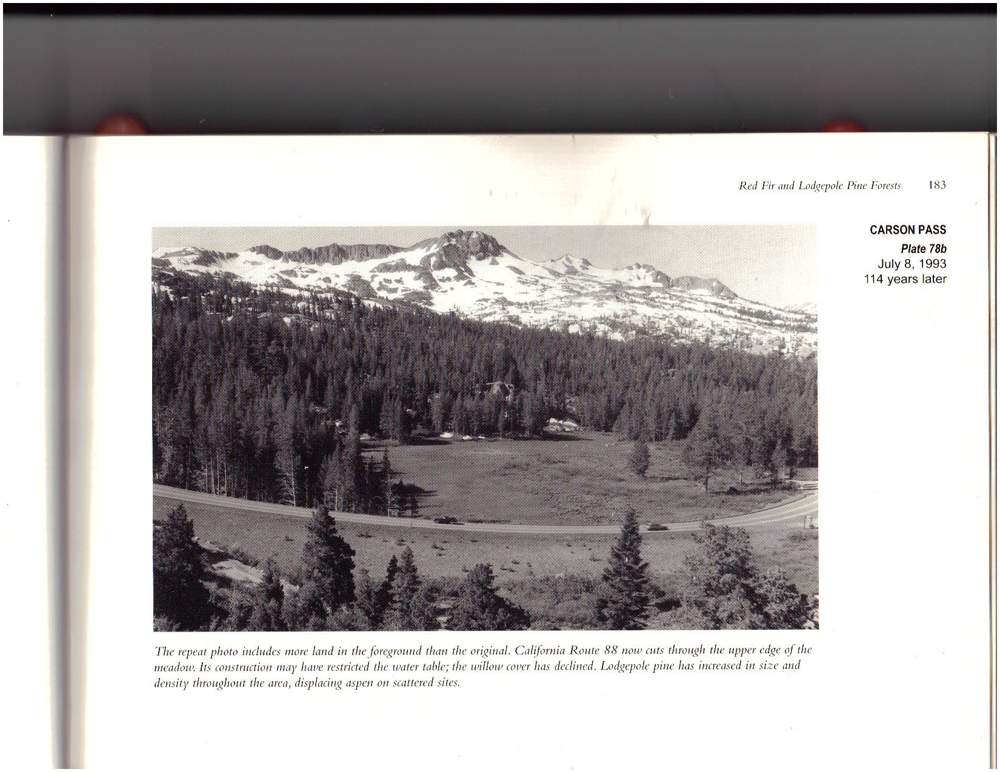 Red Fir and Lodgepole Pine Forests 183
CARSON PASS
Plate 78b
July 8, 1993
114 years later
The repeat photo includes more land in the foreground than the original. California Route 88 now cuts through the upper edge of the
meadow. Its construction may have restricted the water table; the willow cover has declined. Lodgepole pine has increased in size and
density throughout the area, displacing aspen on scattered sites.